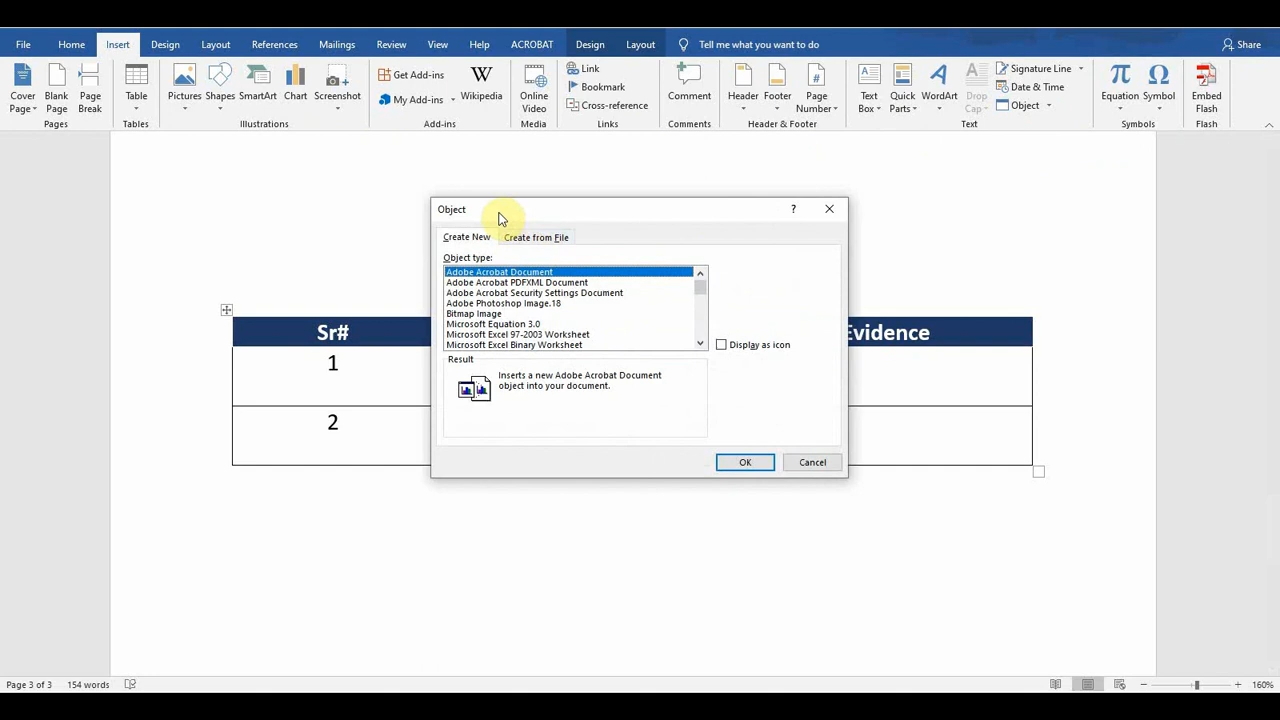 File Home Insert Design Layout References Mailings Review View Help ACROBAT Design Layout Tell me what you want to do Share
Cover Page
Blank Page
Page Break
Pages
Table
Tables
Pictures
Shapes
SmartArt
Chart
Screenshot
Illustrations
Get Add-ins
My Add-ins
Wikipedia
Add-ins
Online Video
Media
Link
Bookmark
Cross-reference
Links
Comment
Comments
Header
Footer
Page Number
Header & Footer
Text Box
Quick Parts
WordArt
Drop Cap
Signature Line
Date & Time
Object
Text
Equation
Symbol
Symbols
Embed Flash
Flash
Object
Create New Create from File
Object type:
Adobe Acrobat Document
Adobe Acrobat PDFXML Document
Adobe Acrobat Security Settings Document
Adobe Photoshop Image.18
Bitmap Image
Microsoft Equation 3.0
Microsoft Excel 97-2003 Worksheet
Microsoft Excel Binary Worksheet
Display as icon
Result
Inserts a new Adobe Acrobat Document
object into your document.
OK Cancel
Sr# Evidence
1
2
Page 3 of 3 154 words 160%